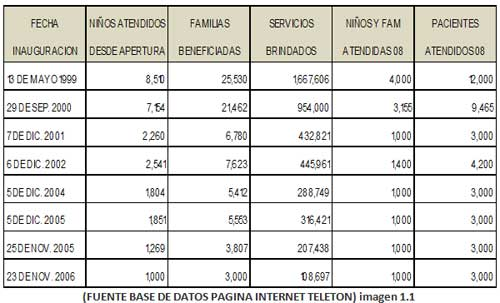 FECHA INAUGURACION NIÑOS ATENDIDOS DESDE APERTURA FAMILIAS BENEFICIADAS SERVICIOS BRINDADOS NIÑOS Y FAM ATENDIDAS 08 PACIENTES ATENDIDOS 08
13 DE MAYO 1999 8,510 25,530 1,667,606 4,000 12,000
29 DE SEP. 2000 7,154 21,462 954,000 3,155 9,465
7 DE DIC. 2001 2,260 6,780 432,821 1,000 3,000
6 DE DIC. 2002 2,541 7,623 445,961 1,400 4,200
5 DE DIC. 2004 1,804 5,412 288,749 1,000 3,000
5 DE DIC. 2005 1,851 5,553 316,421 1,000 3,000
25 DE NOV. 2005 1,269 3,807 207,438 1,000 3,000
23 DE NOV. 2006 1,000 3,000 108,697 1,000 3,000
(FUENTE BASE DE DATOS PAGINA INTERNET TELETON) imagen 1.1